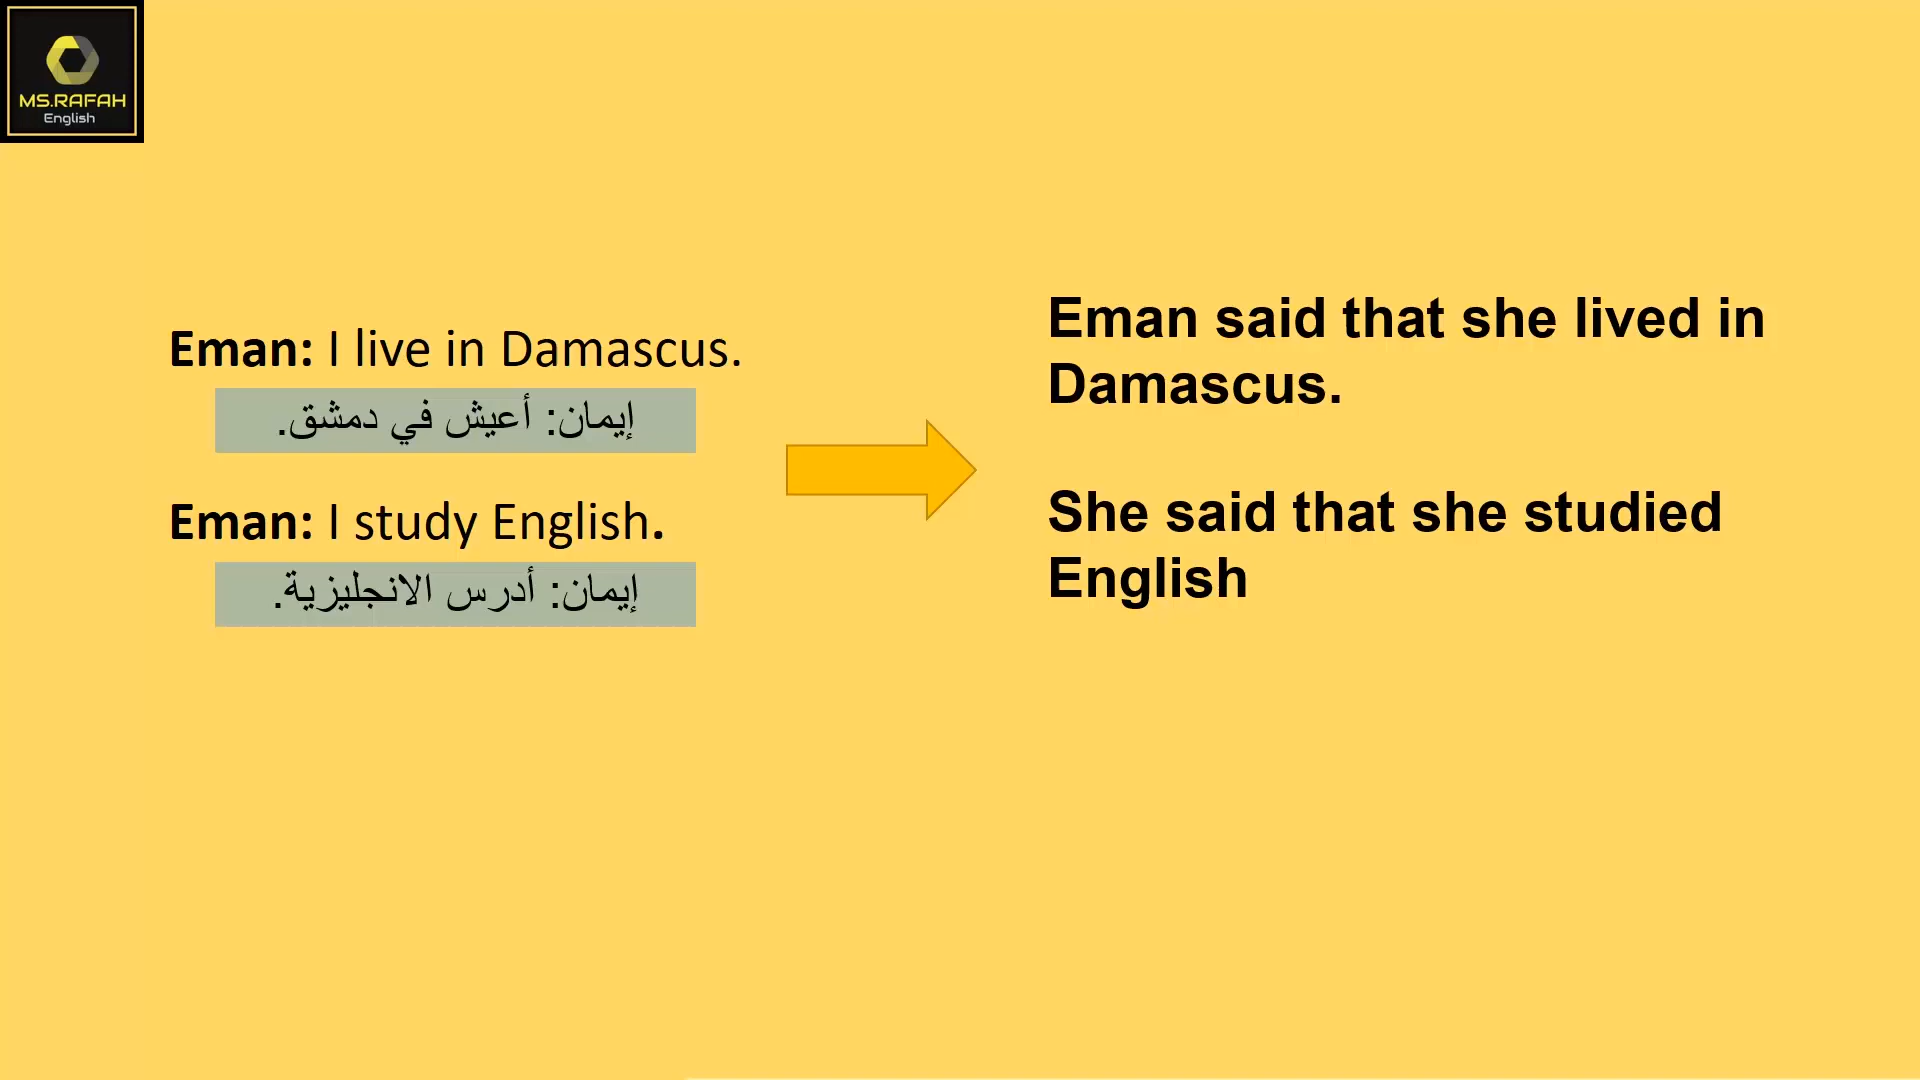 MS.RAFAH
English
Eman: I live in Damascus.
إيمان: أعيش في دمشق.
Eman: I study English.
إيمان: أدرس الانجليزية.
Eman said that she lived in
Damascus.
She said that she studied
English